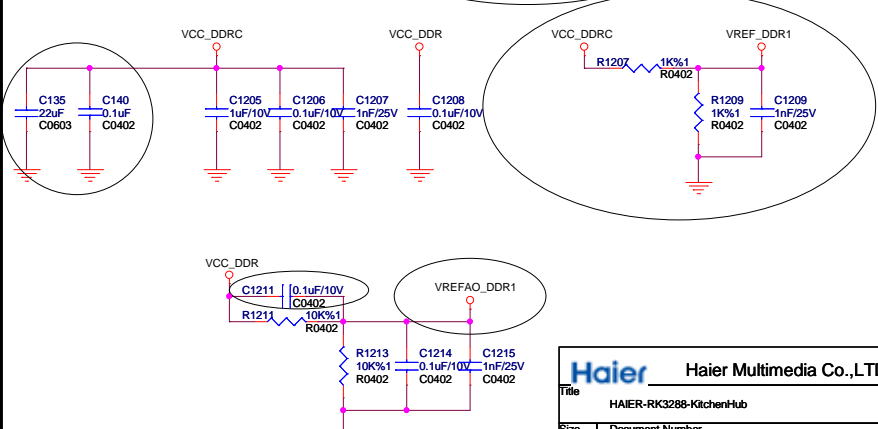 VCC_DDRC
VCC_DDR
VCC_DDRC
VREF_DDR1
R1207
1K%1
R0402
C135
22uF
C0603
C140
0.1uF
C0402
C1205
1uF/10V
C0402
C1206
0.1uF/10V
C0402
C1207
1nF/25V
C0402
C1208
0.1uF/10V
C0402
R1209
1K%1
R0402
C1209
1nF/25V
C0402
VCC_DDR
C1211
0.1uF/10V
C0402
VREFAO_DDR1
R1211
10K%1
R0402
R1213
10K%1
R0402
C1214
0.1uF/10V
C0402
C1215
1nF/25V
C0402
Haier
Haier Multimedia Co.,LTD
Title
HAIER-RK3288-KitchenHub
Size
Document Number